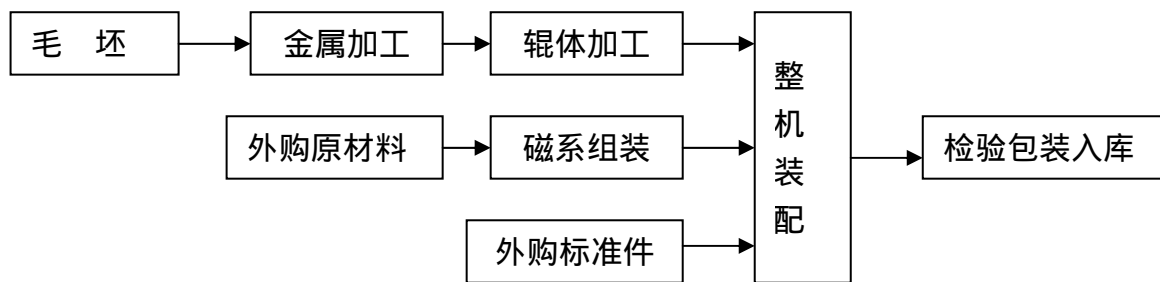 毛 坯
金属加工
辊体加工
整机装配
外购原材料
磁系组装
检验包装入库
外购标准件